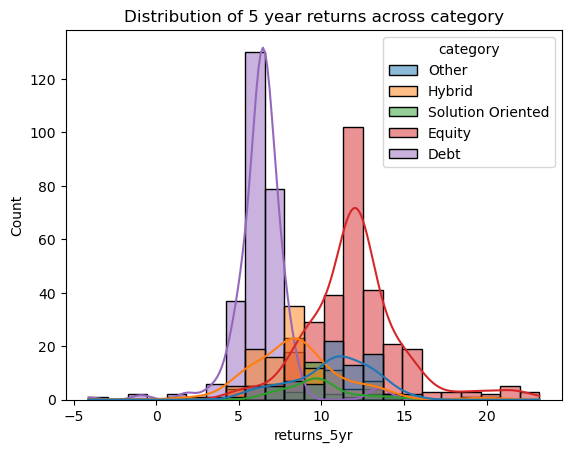 Distribution of 5 year returns across category
category
Other
Hybrid
Solution Oriented
Equity
Debt
120
100
80
60
40
20
0
Count
−5
0
5
10
15
20
returns_5yr